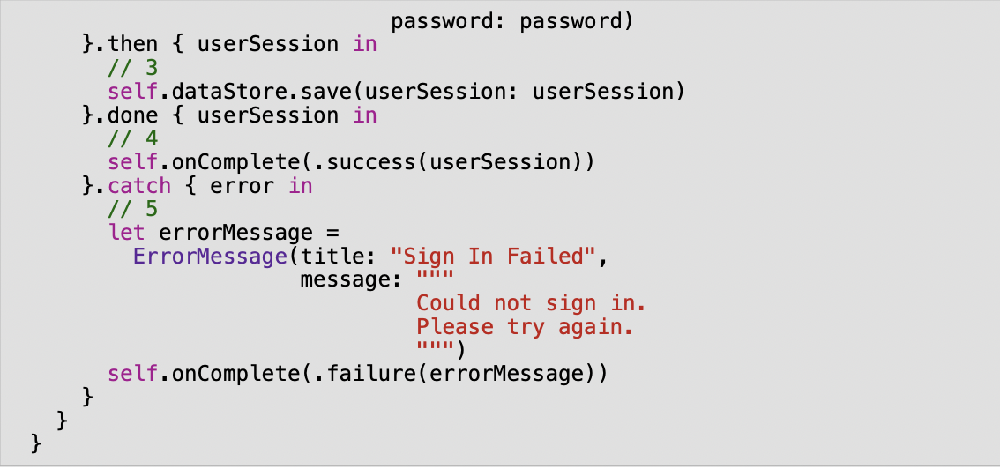 password: password)
}.then { userSession in
// 3
self.dataStore.save(userSession: userSession)
}.done { userSession in
// 4
self.onComplete(.success(userSession))
}.catch { error in
// 5
let errorMessage =
ErrorMessage(title: "Sign In Failed",
message: """
Could not sign in.
Please try again.
""")
self.onComplete(.failure(errorMessage))
}
}
}